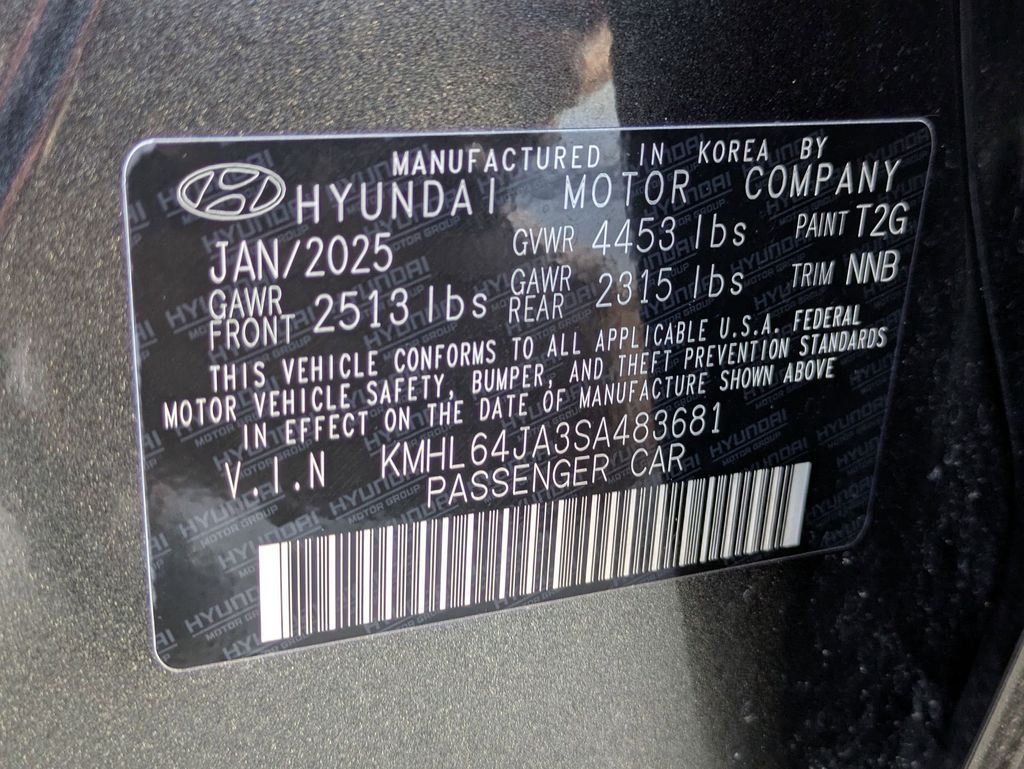 MANUFACTURED IN KOREA BY
HYUNDAI MOTOR COMPANY
JAN/2025 GVWR 4453 lbs PAINT T2G
GAWR FRONT 2513 lbs GAWR REAR 2315 lbs TRIM NNB
THIS VEHICLE CONFORMS TO ALL APPLICABLE U.S.A. FEDERAL
MOTOR VEHICLE SAFETY, BUMPER, AND THEFT PREVENTION STANDARDS
IN EFFECT ON THE DATE OF MANUFACTURE SHOWN ABOVE
V.I.N KMHL64JA3SA483681
PASSENGER CAR